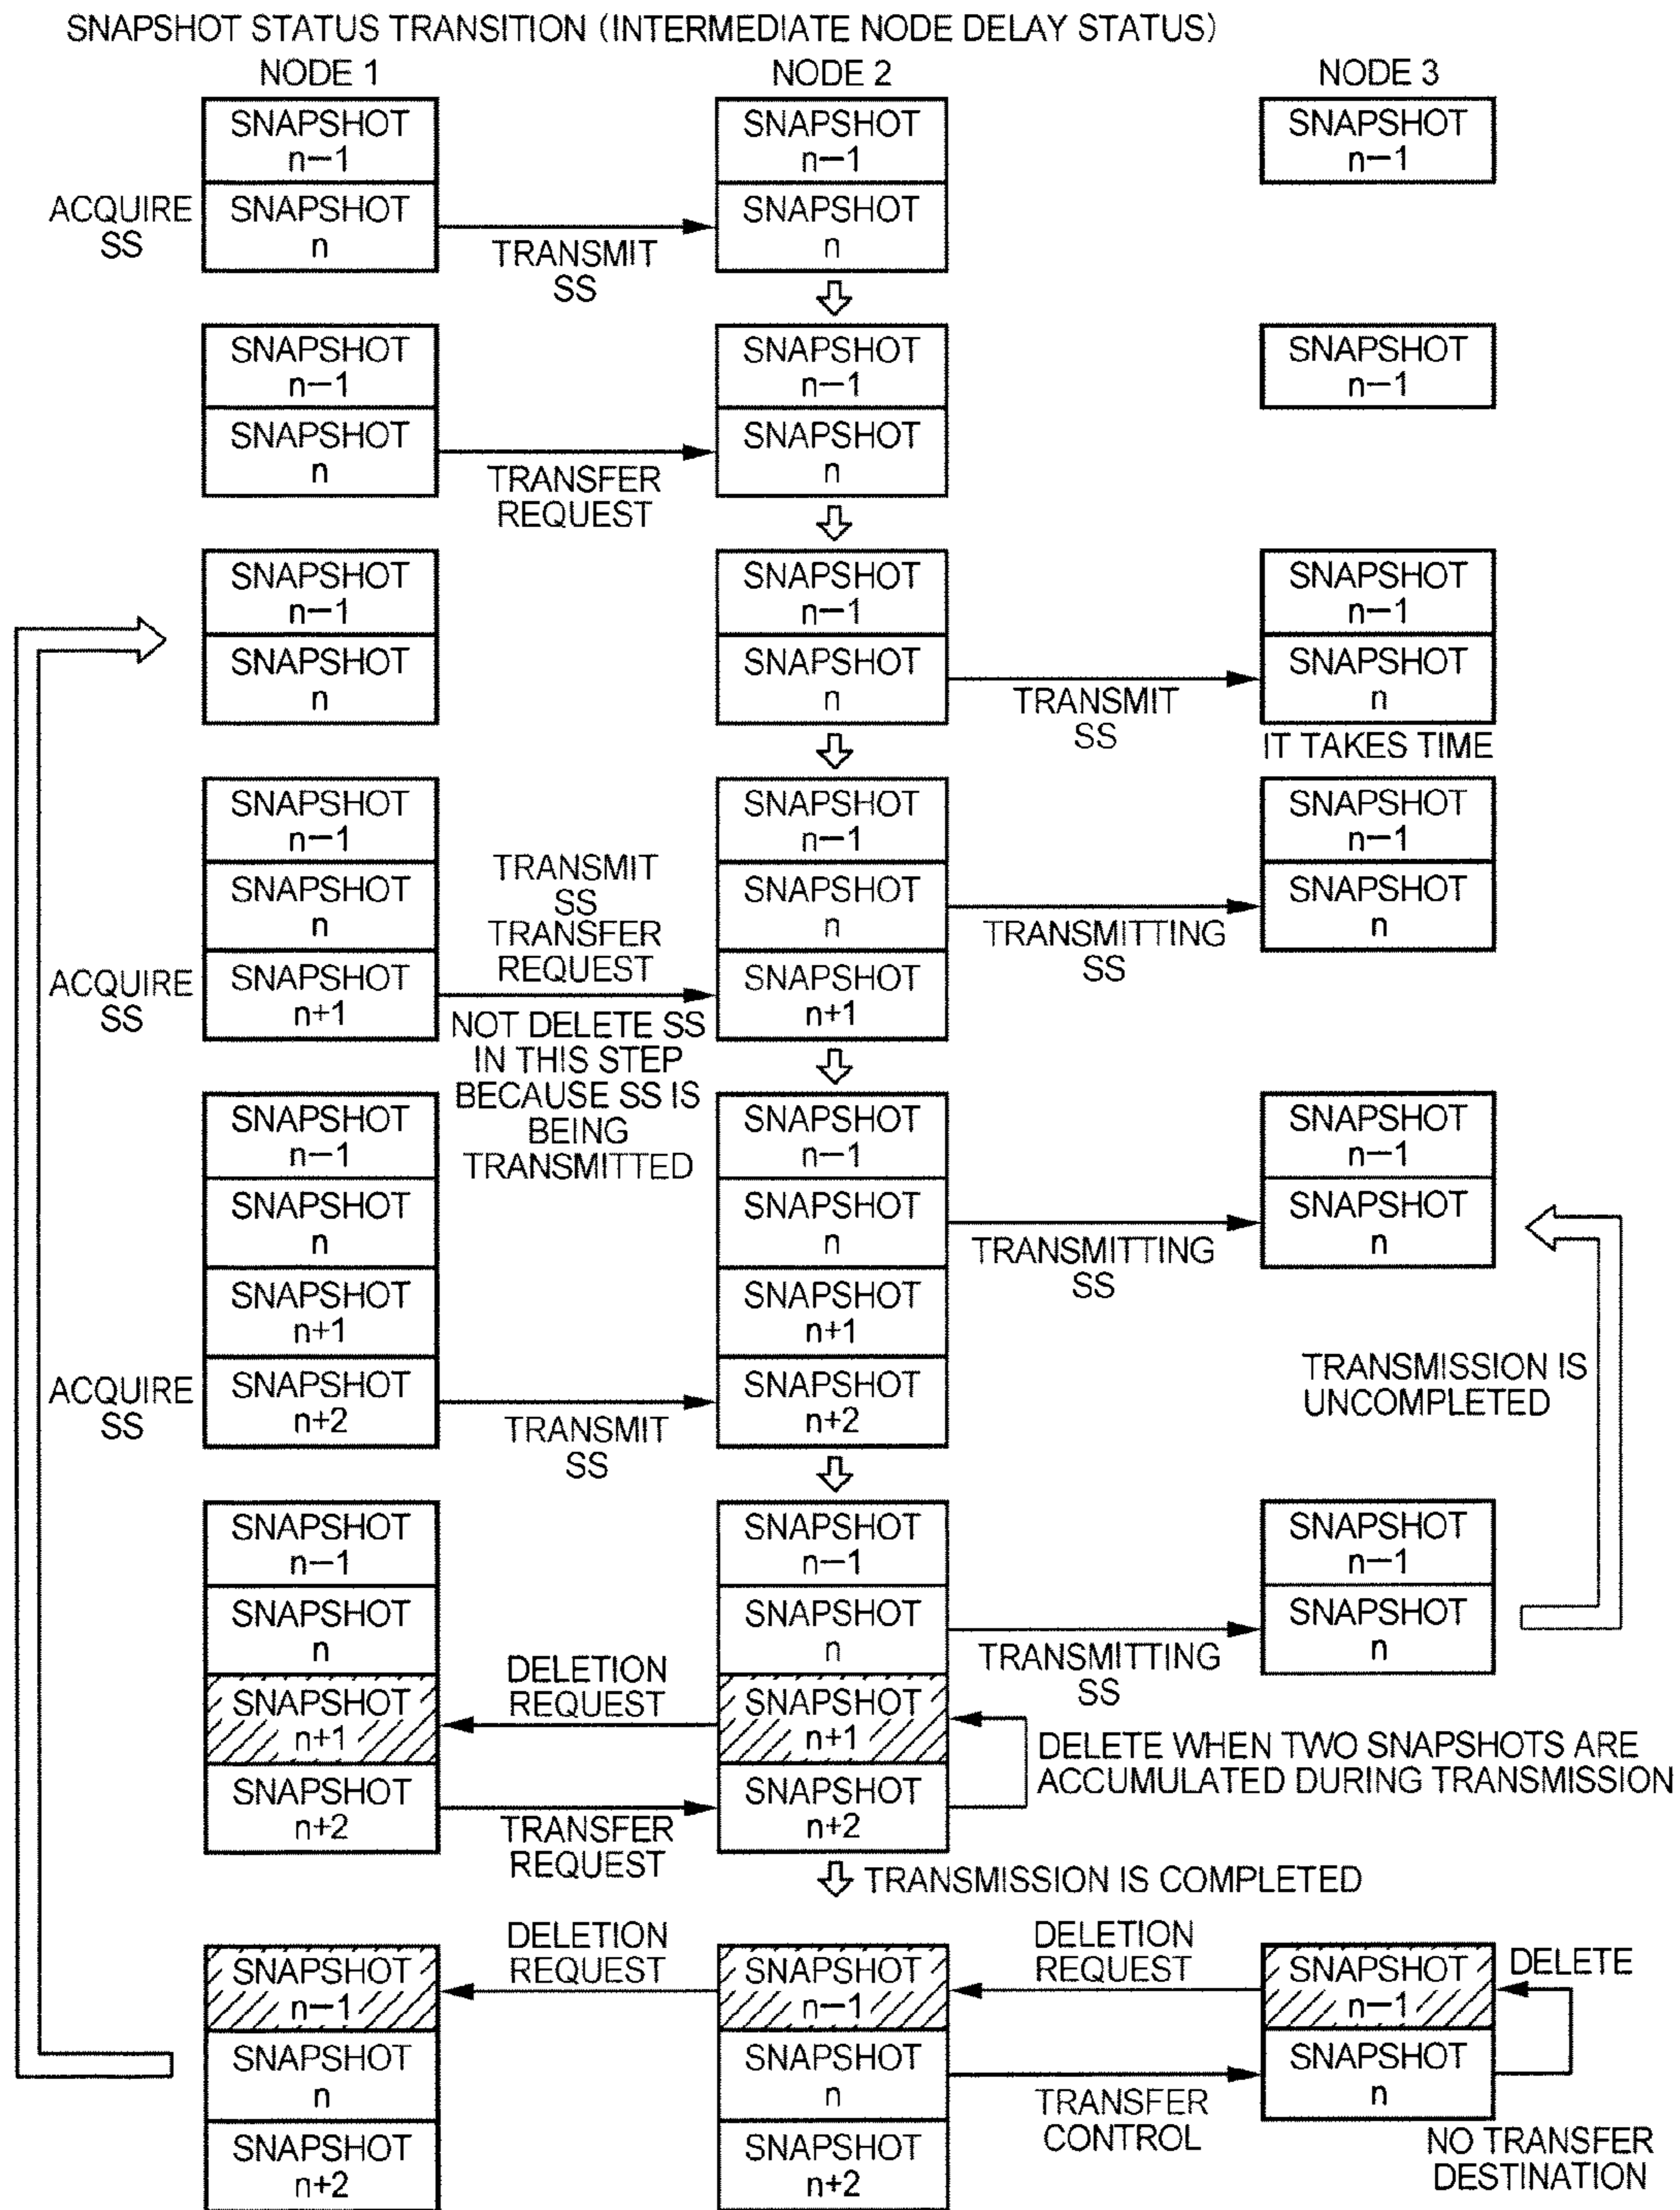 SNAPSHOT STATUS TRANSITION (INTERMEDIATE NODE DELAY STATUS)
NODE 1
NODE 2
NODE 3
SNAPSHOT
n-1
SNAPSHOT
n-1
SNAPSHOT
n-1
ACQUIRE
SS
SNAPSHOT
n
TRANSMIT
SS
SNAPSHOT
n
SNAPSHOT
n-1
SNAPSHOT
n-1
SNAPSHOT
n-1
SNAPSHOT
n
TRANSFER
REQUEST
SNAPSHOT
n
SNAPSHOT
n-1
SNAPSHOT
n-1
SNAPSHOT
n-1
SNAPSHOT
n
SNAPSHOT
n
TRANSMIT
SS
SNAPSHOT
n
IT TAKES TIME
SNAPSHOT
n-1
SNAPSHOT
n-1
SNAPSHOT
n-1
SNAPSHOT
n
TRANSMIT
SS
TRANSFER
REQUEST
SNAPSHOT
n
TRANSMITTING
SS
SNAPSHOT
n
ACQUIRE
SS
SNAPSHOT
n+1
SNAPSHOT
n+1
NOT DELETE SS
IN THIS STEP
BECAUSE SS IS
BEING
TRANSMITTED
SNAPSHOT
n-1
SNAPSHOT
n-1
SNAPSHOT
n-1
SNAPSHOT
n
SNAPSHOT
n
TRANSMITTING
SS
SNAPSHOT
n
SNAPSHOT
n+1
SNAPSHOT
n+1
TRANSMISSION IS
UNCOMPLETED
ACQUIRE
SS
SNAPSHOT
n+2
TRANSMIT
SS
SNAPSHOT
n+2
SNAPSHOT
n-1
SNAPSHOT
n-1
SNAPSHOT
n-1
SNAPSHOT
n
SNAPSHOT
n
TRANSMITTING
SS
SNAPSHOT
n
SNAPSHOT
n+1
DELETION
REQUEST
SNAPSHOT
n+1
DELETE WHEN TWO SNAPSHOTS ARE
ACCUMULATED DURING TRANSMISSION
SNAPSHOT
n+2
TRANSFER
REQUEST
SNAPSHOT
n+2
TRANSMISSION IS COMPLETED
SNAPSHOT
n-1
DELETION
REQUEST
SNAPSHOT
n-1
DELETION
REQUEST
SNAPSHOT
n-1
DELETE
SNAPSHOT
n
SNAPSHOT
n
TRANSFER
CONTROL
SNAPSHOT
n
NO TRANSFER
DESTINATION
SNAPSHOT
n+2
SNAPSHOT
n+2